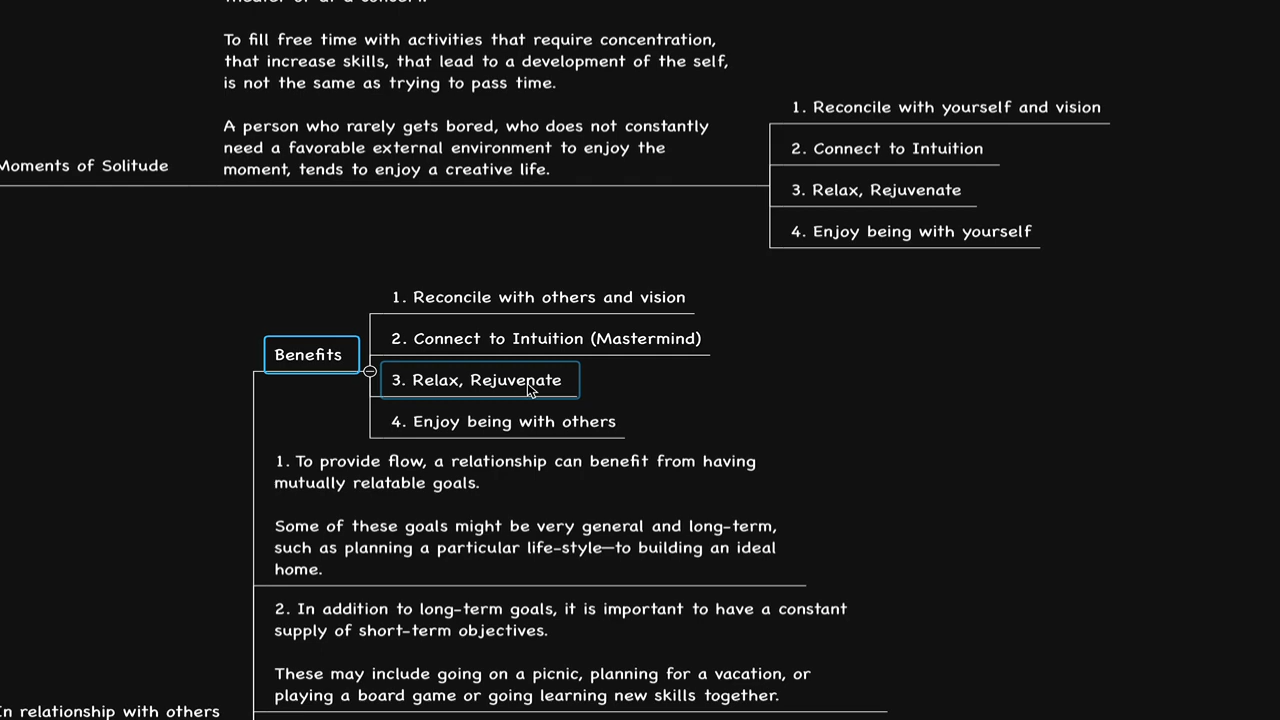 To fill free time with activities that require concentration,
that increase skills, that lead to a development of the self,
is not the same as trying to pass time.
A person who rarely gets bored, who does not constantly
need a favorable external environment to enjoy the
moment, tends to enjoy a creative life.
Moments of Solitude
1. Reconcile with yourself and vision
2. Connect to Intuition
3. Relax, Rejuvenate
4. Enjoy being with yourself
Benefits
1. Reconcile with others and vision
2. Connect to Intuition (Mastermind)
3. Relax, Rejuvenate
4. Enjoy being with others
1. To provide flow, a relationship can benefit from having
mutually relatable goals.
Some of these goals might be very general and long-term,
such as planning a particular life-style—to building an ideal
home.
2. In addition to long-term goals, it is important to have a constant
supply of short-term objectives.
These may include going on a picnic, planning for a vacation, or
playing a board game or going learning new skills together.
In relationship with others